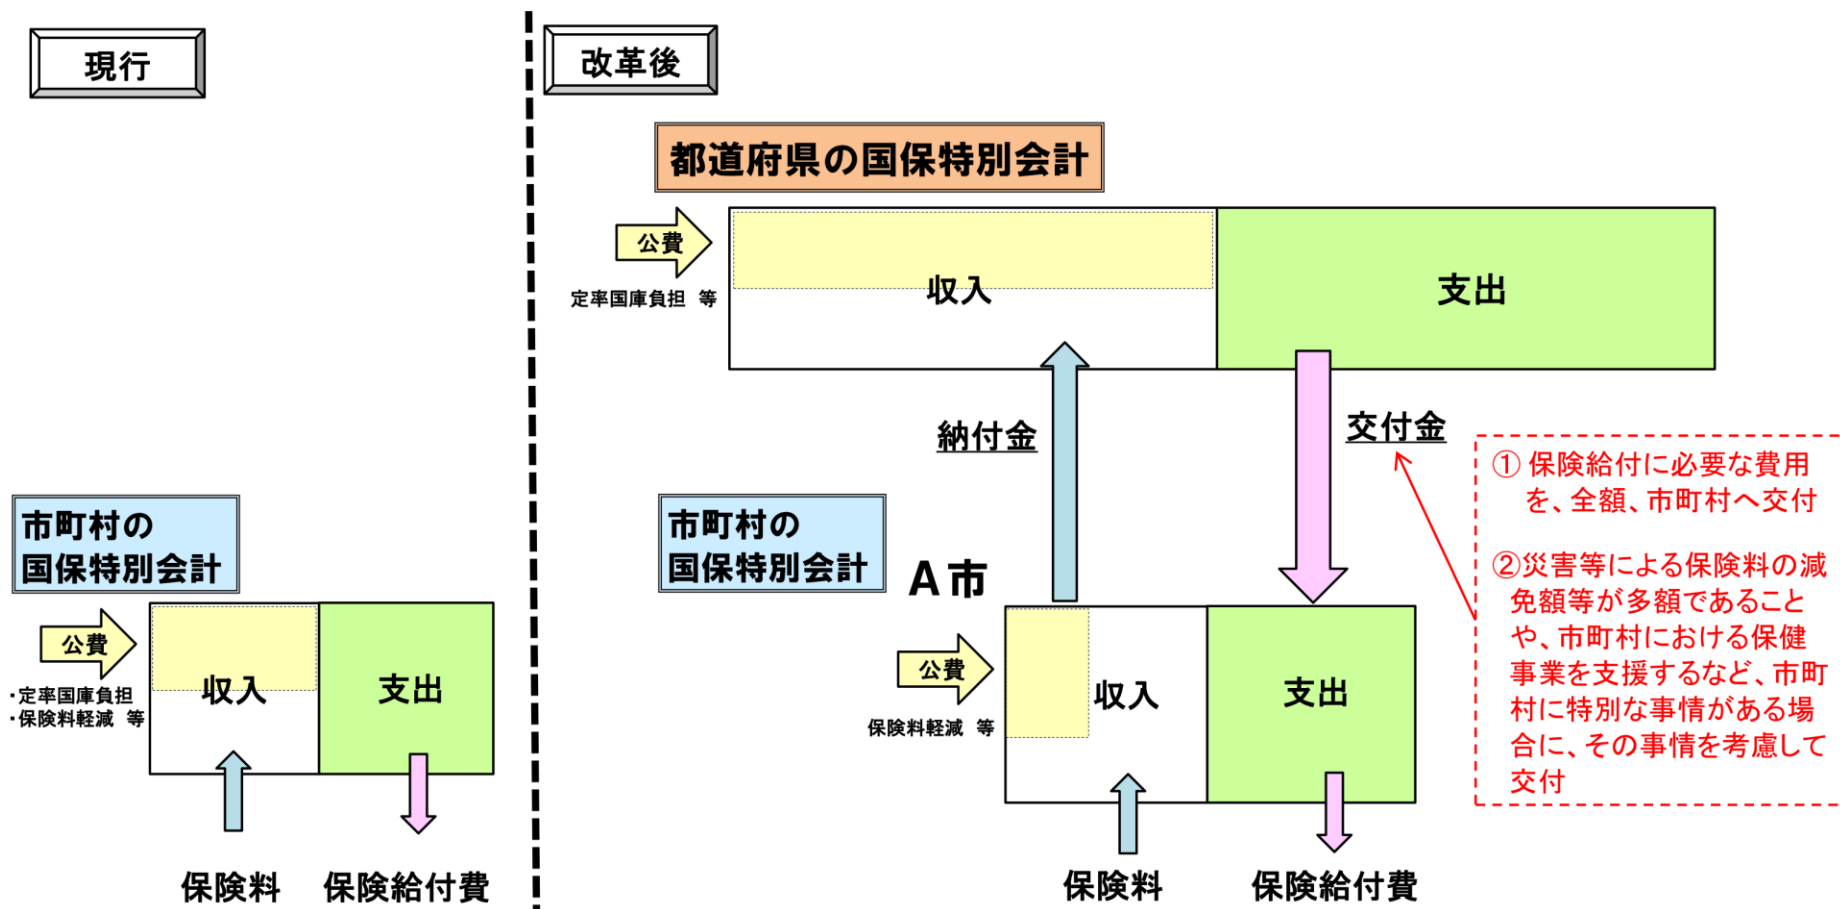 現行
市町村の
国保特別会計
公費
・定率国庫負担
・保険料軽減 等
収入
支出
保険料
保険給付費
改革後
都道府県の国保特別会計
公費
定率国庫負担 等
収入
支出
納付金
交付金
① 保険給付に必要な費用
を、全額、市町村へ交付
②災害等による保険料の減
免額等が多額であること
や、市町村における保健
事業を支援するなど、市町
村に特別な事情がある場
合に、その事情を考慮して
交付
市町村の
国保特別会計
A市
公費
保険料軽減 等
収入
支出
保険料
保険給付費